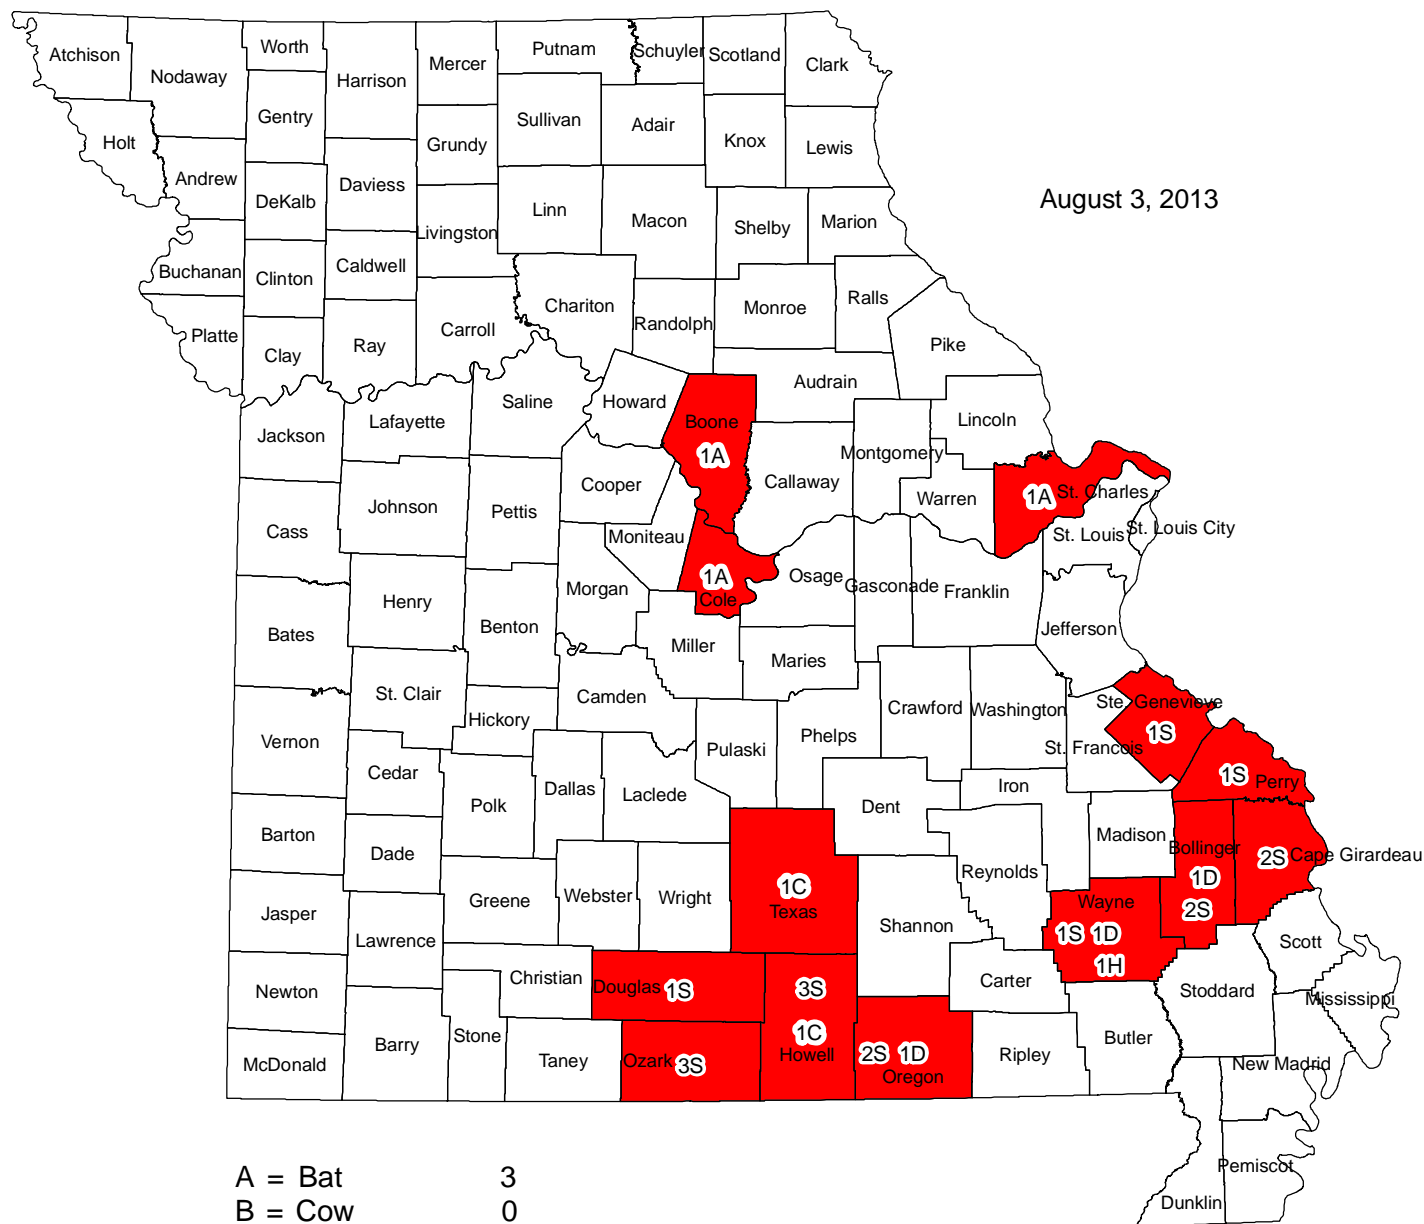 Atchison
Nodaway
Worth
Harrison
Mercer
Putnam
Schuyler
Scotland
Clark
Gentry
Holt
Grundy
Sullivan
Adair
Knox
Lewis
Andrew
DeKalb
Daviess
Livingston
Linn
Macon
Shelby
Marion
August 3, 2013
Buchanan
Clinton
Caldwell
Chariton
Randolph
Monroe
Ralls
Platte
Clay
Ray
Carroll
Pike
Audrain
Saline
Howard
Boone
1A
Lincoln
Jackson
Lafayette
Montgomery
Cooper
Callaway
Warren
1A St. Charles
Johnson
Pettis
Cass
Moniteau
St. Louis
St. Louis City
1A
Cole
Osage
Gasconade
Franklin
Morgan
Henry
Benton
Bates
Miller
Maries
Jefferson
St. Clair
Camden
Hickory
Crawford
Washington
Ste. Genevieve
1S
Vernon
Pulaski
Phelps
St. Francois
Cedar
Polk
Dallas
Laclede
Dent
Iron
1S Perry
Barton
Dade
Madison
Bollinger
1D
2S
2S Cape Girardeau
Greene
Webster
Wright
1C
Texas
Reynolds
Jasper
Lawrence
Shannon
Wayne
1S 1D
1H
Scott
Newton
Christian
Douglas 1S
3S
1C
Howell
Carter
Stoddard
Mississippi
McDonald
Barry
Stone
Taney
Ozark 3S
2S 1D
Oregon
Ripley
Butler
New Madrid
Pemiscot
Dunklin
A = Bat 3
B = Cow 0